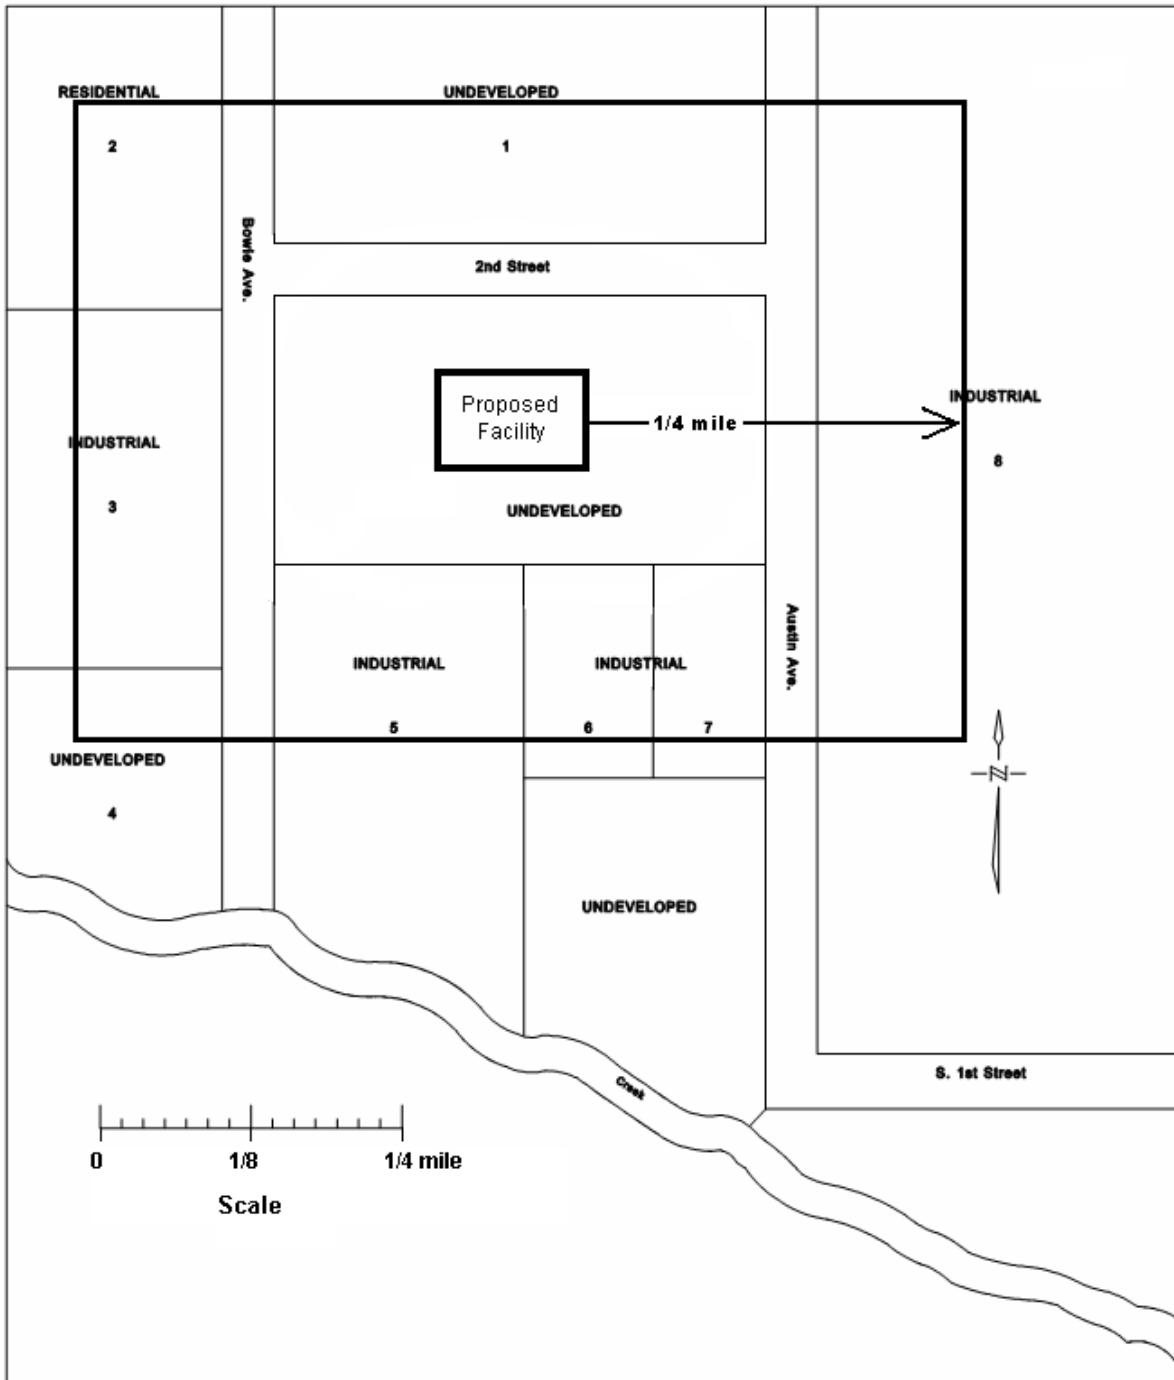 RESIDENTIAL
UNDEVELOPED
2
1
Bowie Ave.
2nd Street
INDUSTRIAL
Proposed
Facility
1/4 mile
INDUSTRIAL
8
3
UNDEVELOPED
Austin Ave.
INDUSTRIAL
INDUSTRIAL
5
6
7
UNDEVELOPED
4
N
UNDEVELOPED
S. 1st Street
Creek
0
1/8
1/4 mile
Scale